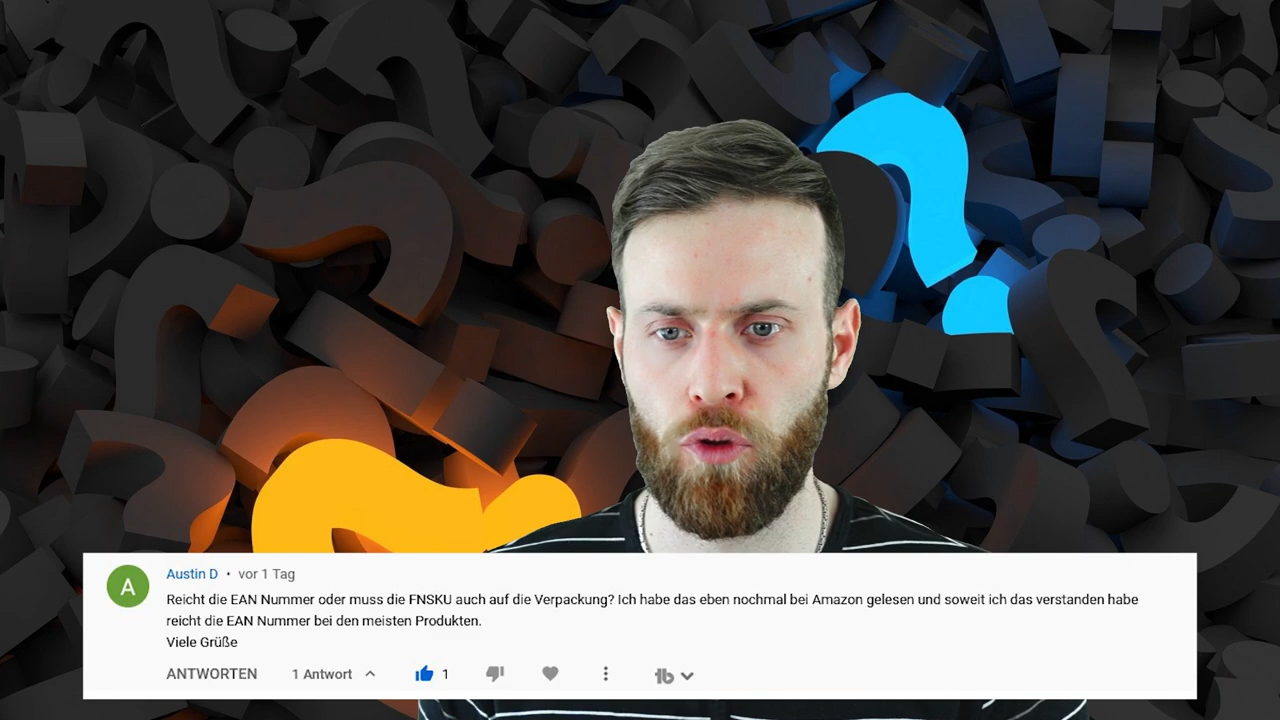 A
Austin D • vor 1 Tag
Reicht die EAN Nummer oder muss die FNSKU auch auf die Verpackung? Ich habe das eben nochmal bei Amazon gelesen und soweit ich das verstanden habe
reicht die EAN Nummer bei den meisten Produkten.
Viele Grüße
ANTWORTEN 1 Antwort 1 tb